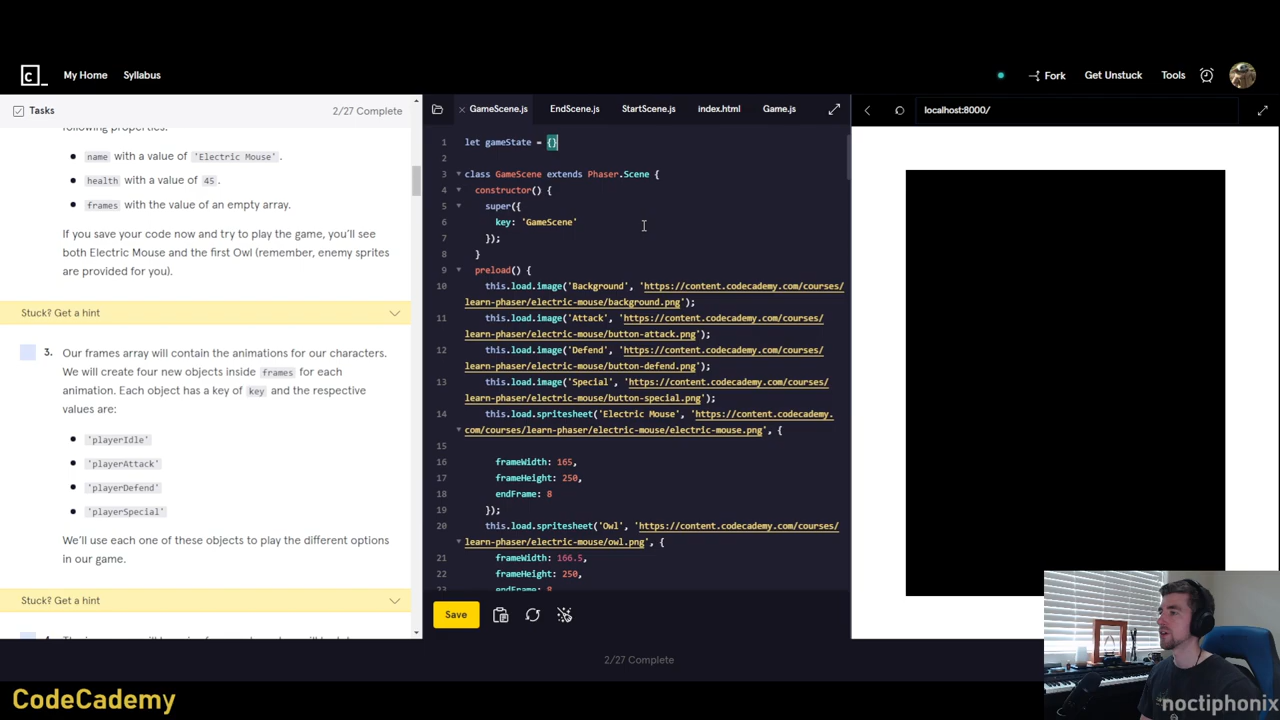 C_
My Home
Syllabus
Fork
Get Unstuck
Tools
Tasks
2/27 Complete
following properties:
name with a value of 'Electric Mouse'.
health with a value of 45.
frames with the value of an empty array.
If you save your code now and try to play the game, you'll see
both Electric Mouse and the first Owl (remember, enemy sprites
are provided for you).
Stuck? Get a hint
3. Our frames array will contain the animations for our characters.
We will create four new objects inside frames for each
animation. Each object has a key of key and the respective
values are:
'playerIdle'
'playerAttack'
'playerDefend'
'playerSpecial'
We'll use each one of these objects to play the different options
in our game.
Stuck? Get a hint
GameScene.js
EndScene.js
StartScene.js
index.html
Game.js
1 let gameState = {}
2
3 class GameScene extends Phaser.Scene {
4 constructor() {
5 super({
6 key: 'GameScene'
7 });
8 }
9 preload() {
10 this.load.image('Background', 'https://content.codecademy.com/courses/
learn-phaser/electric-mouse/background.png');
11 this.load.image('Attack', 'https://content.codecademy.com/courses/
learn-phaser/electric-mouse/button-attack.png');
12 this.load.image('Defend', 'https://content.codecademy.com/courses/
learn-phaser/electric-mouse/button-defend.png');
13 this.load.image('Special', 'https://content.codecademy.com/courses/
learn-phaser/electric-mouse/button-special.png');
14 this.load.spritesheet('Electric Mouse', 'https://content.codecademy.
com/courses/learn-phaser/electric-mouse/electric-mouse.png', {
15
16 frameWidth: 165,
17 frameHeight: 250,
18 endFrame: 8
19 });
20 this.load.spritesheet('Owl', 'https://content.codecademy.com/courses/
learn-phaser/electric-mouse/owl.png', {
21 frameWidth: 166.5,
22 frameHeight: 250,
23 endFrame: 8
Save
localhost:8000/
2/27 Complete
CodeCademy
noctiphonix